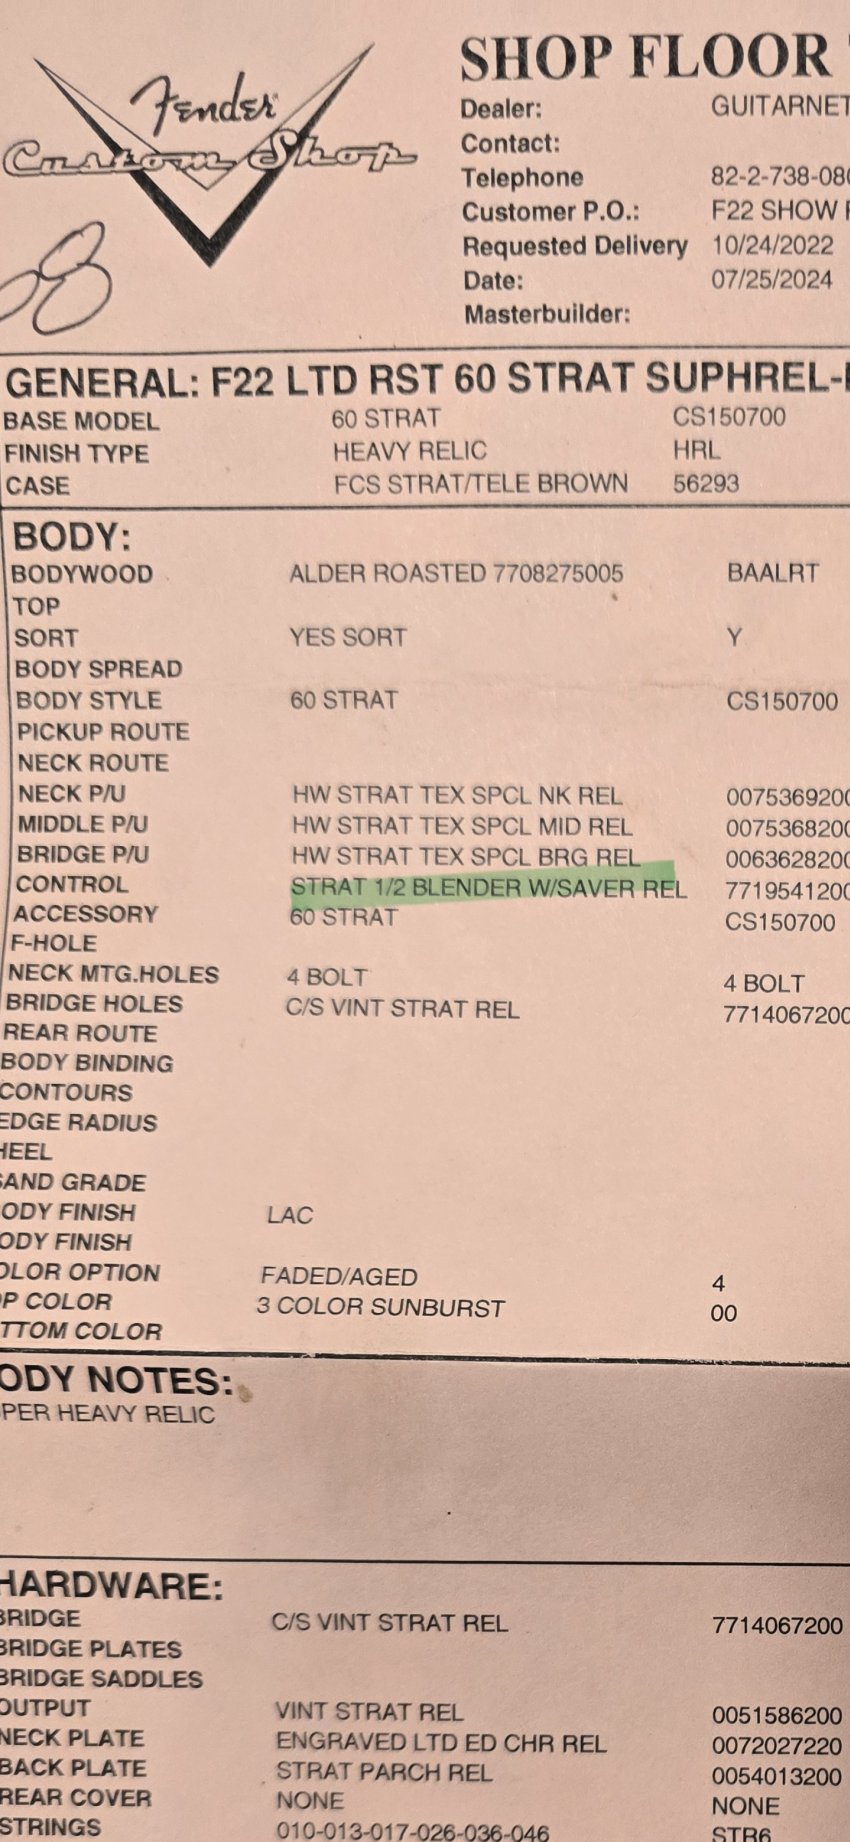 Fender
Custom Shop
SHOP FLOOR
Dealer: GUITARNET
Contact:
Telephone 82-2-738-080
Customer P.O.: F22 SHOW
Requested Delivery 10/24/2022
Date: 07/25/2024
Masterbuilder:
GENERAL: F22 LTD RST 60 STRAT SUPHREL-
BASE MODEL 60 STRAT CS150700
FINISH TYPE HEAVY RELIC HRL
CASE FCS STRAT/TELE BROWN 56293
BODY:
BODYWOOD ALDER ROASTED 7708275005 BAALRT
TOP
SORT YES SORT Y
BODY SPREAD
BODY STYLE 60 STRAT CS150700
PICKUP ROUTE
NECK ROUTE
NECK P/U HW STRAT TEX SPCL NK REL 0075369200
MIDDLE P/U HW STRAT TEX SPCL MID REL 0075368200
BRIDGE P/U HW STRAT TEX SPCL BRG REL 0063628200
CONTROL STRAT 1/2 BLENDER W/SAVER REL 7719541200
ACCESSORY 60 STRAT CS150700
F-HOLE
NECK MTG.HOLES 4 BOLT 4 BOLT
BRIDGE HOLES C/S VINT STRAT REL 7714067200
REAR ROUTE
BODY BINDING
CONTOURS
EDGE RADIUS
HEEL
SAND GRADE
ODY FINISH LAC
ODY FINISH
OLOR OPTION FADED/AGED 4
OP COLOR 3 COLOR SUNBURST 00
TTOM COLOR
ODY NOTES:
PER HEAVY RELIC
HARDWARE:
BRIDGE C/S VINT STRAT REL 7714067200
BRIDGE PLATES
BRIDGE SADDLES
OUTPUT VINT STRAT REL 0051586200
NECK PLATE ENGRAVED LTD ED CHR REL 0072027220
BACK PLATE STRAT PARCH REL 0054013200
REAR COVER NONE NONE
STRINGS 010-013-017-026-036-046 STR6